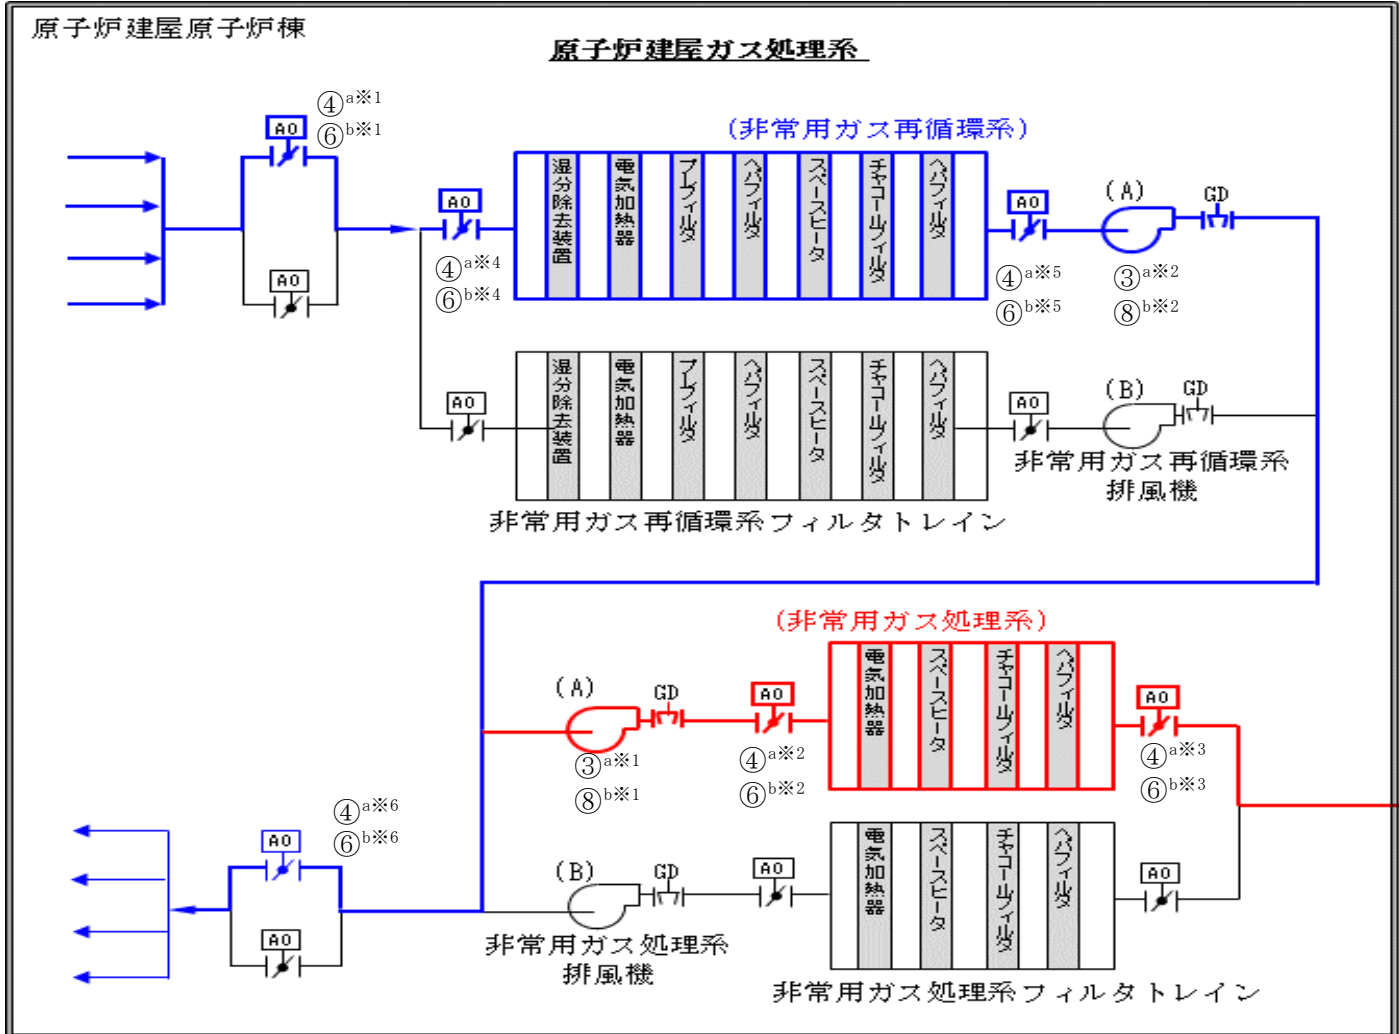 原子炉建屋原子炉棟
原子炉建屋ガス処理系
④a※1
⑥b※1
AO
AO
(非常用ガス再循環系)
AO
④a※4
⑥b※4
湿分除去装置
電気加熱器
プレフィルタ
ヘパフィルタ
スペースヒータ
チャコールフィルタ
ヘパフィルタ
AO
④a※5
⑥b※5
(A)
GD
③a※2
⑧b※2
AO
湿分除去装置
電気加熱器
プレフィルタ
ヘパフィルタ
スペースヒータ
チャコールフィルタ
ヘパフィルタ
AO
(B)
GD
非常用ガス再循環系
排風機
非常用ガス再循環系フィルタトレイン
(非常用ガス処理系)
(A)
GD
③a※1
⑧b※1
AO
④a※2
⑥b※2
電気加熱器
スペースヒータ
チャコールフィルタ
ヘパフィルタ
AO
④a※3
⑥b※3
④a※6
⑥b※6
AO
AO
(B)
GD
AO
電気加熱器
スペースヒータ
チャコールフィルタ
ヘパフィルタ
AO
非常用ガス処理系
排風機
非常用ガス処理系フィルタトレイン